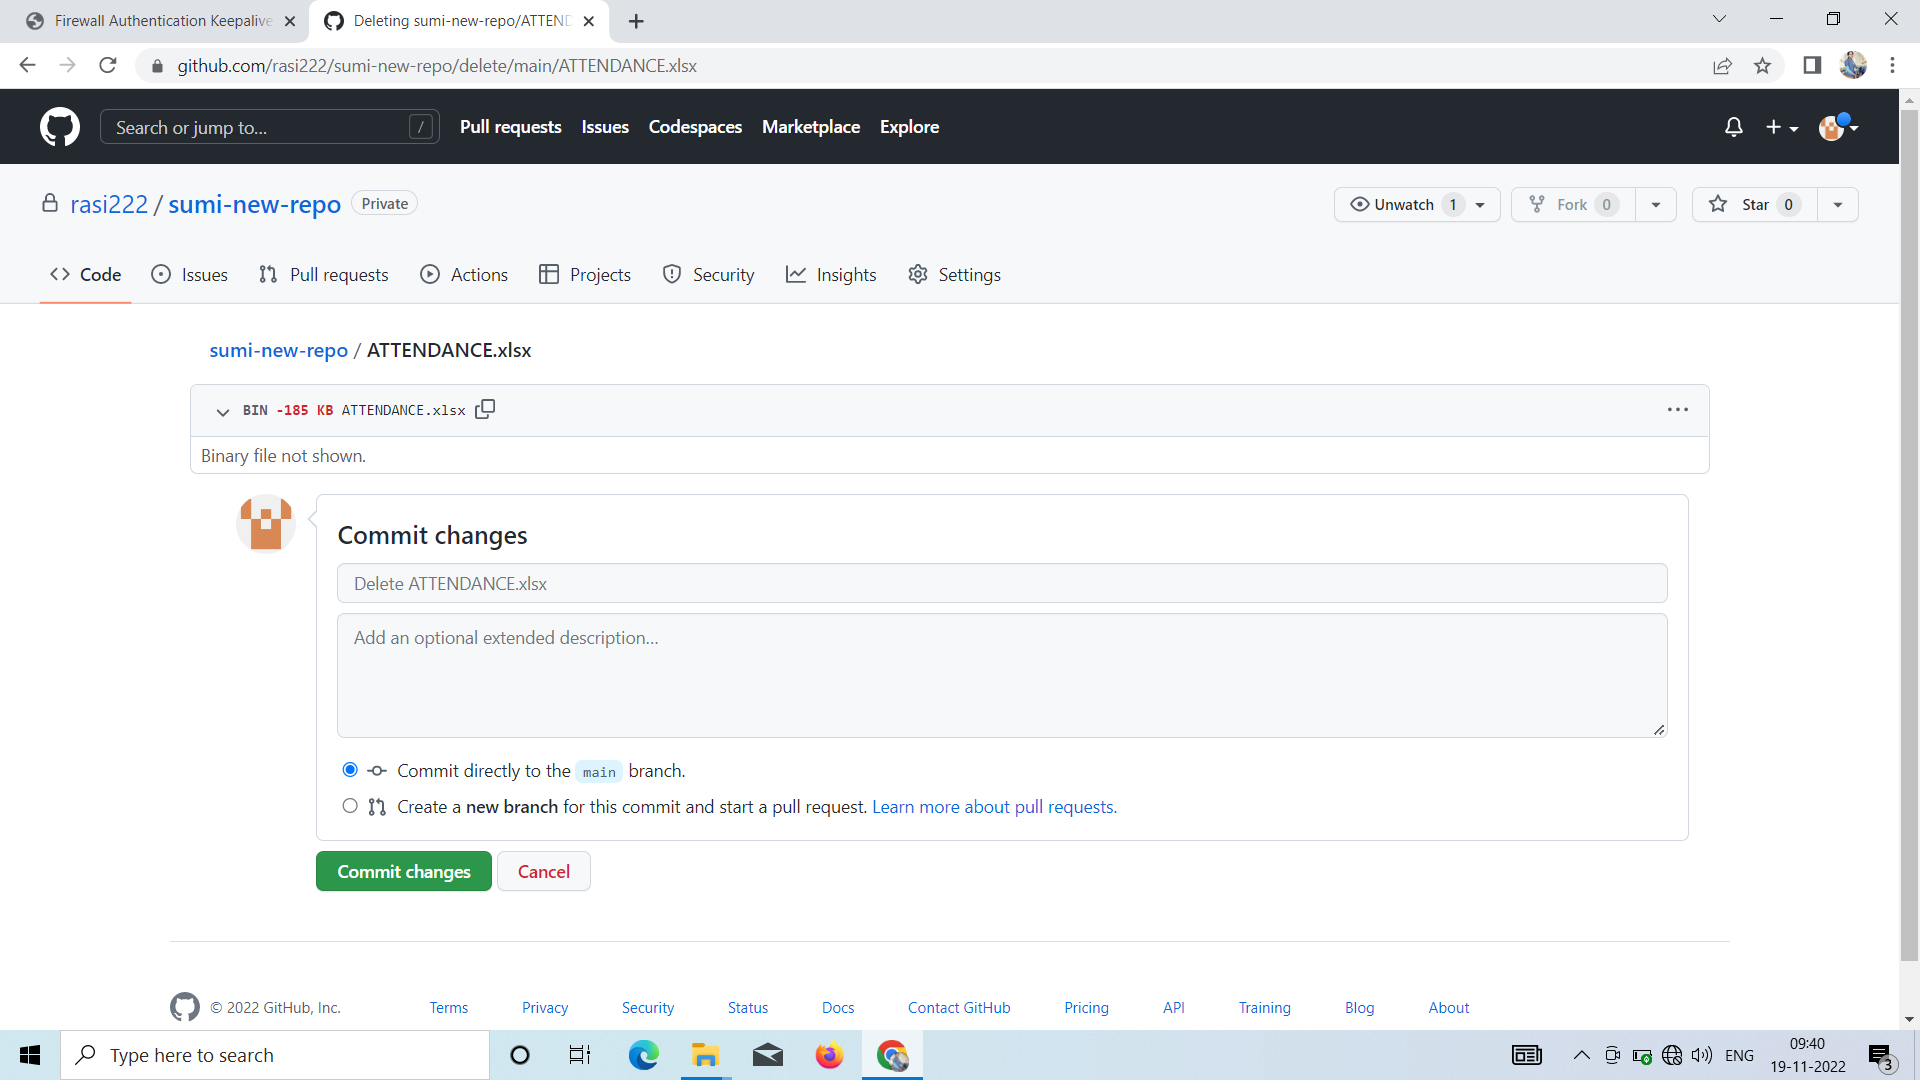 Firewall Authentication Keepalive
Deleting sumi-new-repo/ATTEND
github.com/rasi222/sumi-new-repo/delete/main/ATTENDANCE.xlsx
Search or jump to... /
Pull requests Issues Codespaces Marketplace Explore
rasi222 / sumi-new-repo Private
Unwatch 1 Fork 0 Star 0
Code Issues Pull requests Actions Projects Security Insights Settings
sumi-new-repo / ATTENDANCE.xlsx
BIN -185 KB ATTENDANCE.xlsx
Binary file not shown.
Commit changes
Delete ATTENDANCE.xlsx
Add an optional extended description...
Commit directly to the main branch.
Create a new branch for this commit and start a pull request. Learn more about pull requests.
Commit changes Cancel
© 2022 GitHub, Inc. Terms Privacy Security Status Docs Contact GitHub Pricing API Training Blog About
Type here to search
ENG
09:40
19-11-2022
3